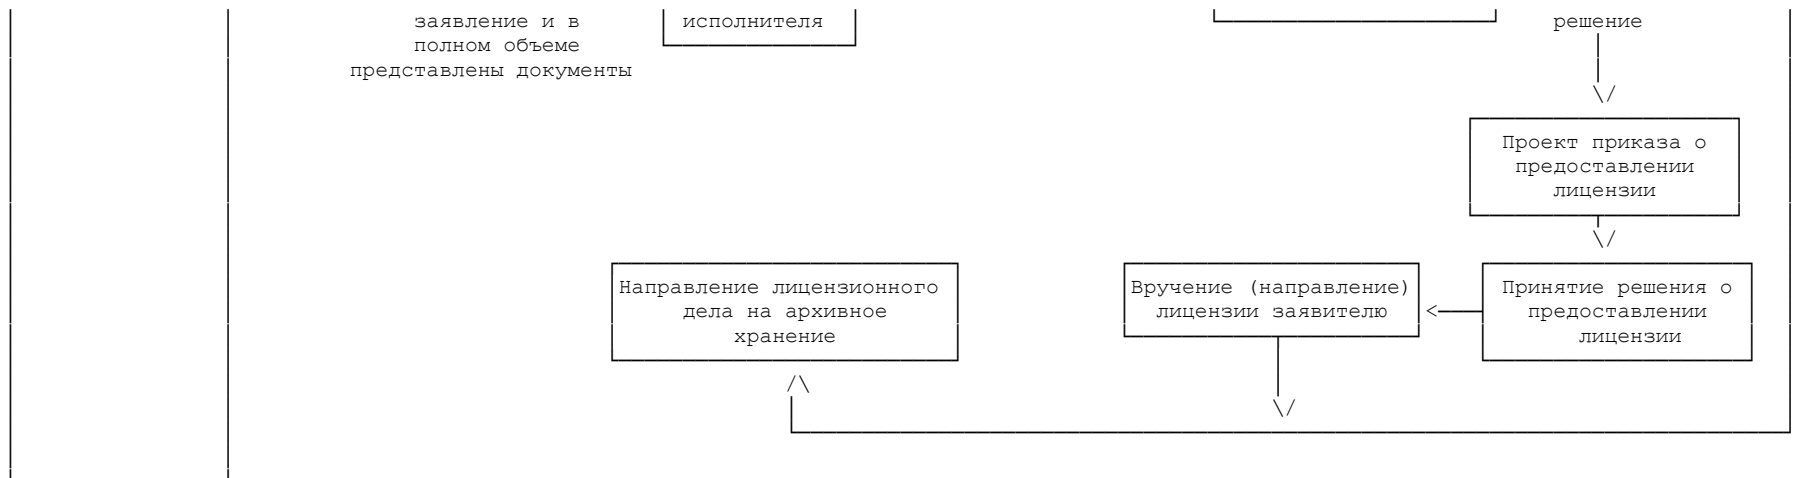 заявление и в
полном объеме
представлены документы
исполнителя
решение
Проект приказа о
предоставлении
лицензии
Направление лицензионного
дела на архивное
хранение
Вручение (направление)
лицензии заявителю
Принятие решения о
предоставлении
лицензии